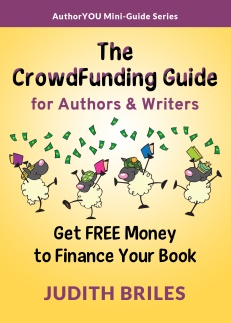 AuthorYOU Mini-Guide Series
The
CrowdFunding Guide
for Authors & Writers
Get FREE Money
to Finance Your Book
JUDITH BRILES